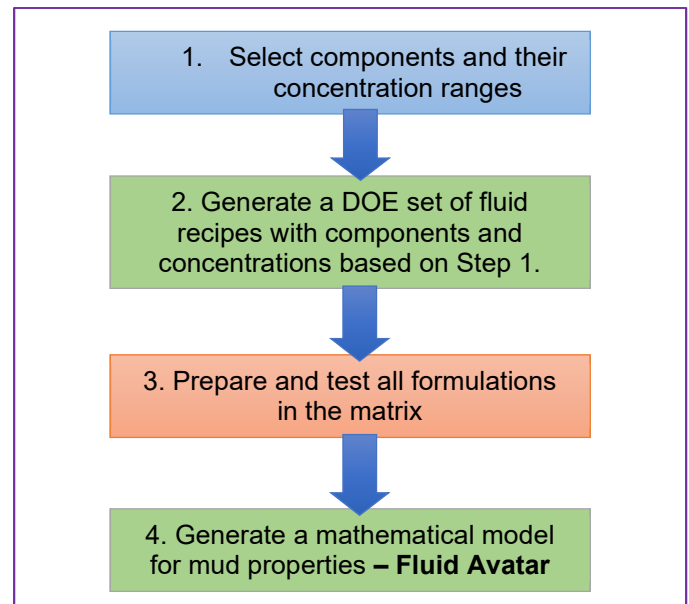 1. Select components and their
concentration ranges
2. Generate a DOE set of fluid
recipes with components and
concentrations based on Step 1.
3. Prepare and test all formulations
in the matrix
4. Generate a mathematical model
for mud properties – Fluid Avatar